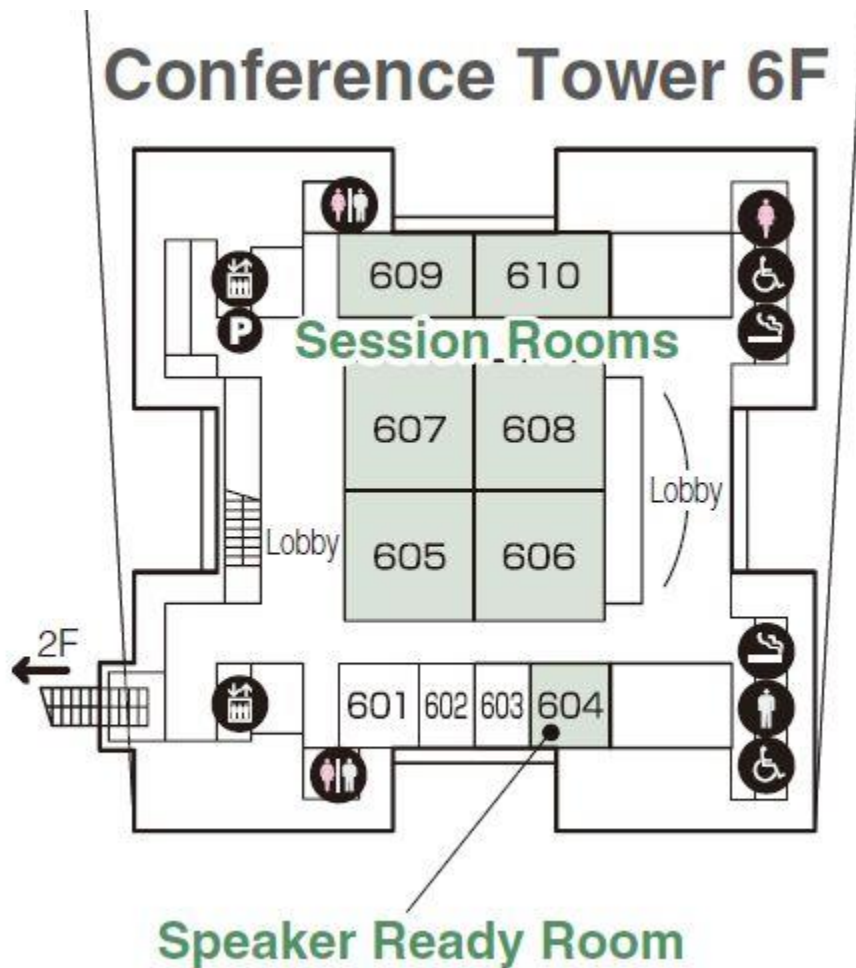 Conference Tower 6F
609 610
P
Session Rooms
607 608
Lobby
Lobby
605 606
2F
601 602 603 604
Speaker Ready Room